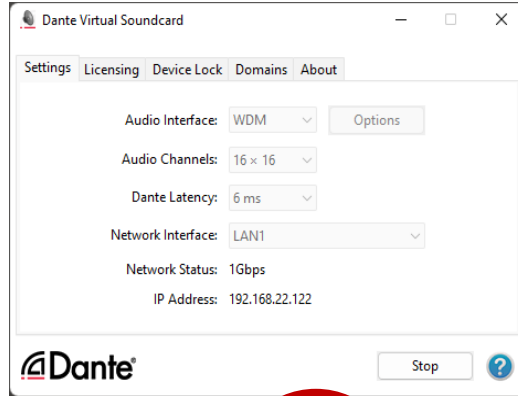 Dante Virtual Soundcard
Settings Licensing Device Lock Domains About
Audio Interface: WDM Options
Audio Channels: 16 × 16
Dante Latency: 6 ms
Network Interface: LAN1
Network Status: 1Gbps
IP Address: 192.168.22.122
Dante® Stop ?